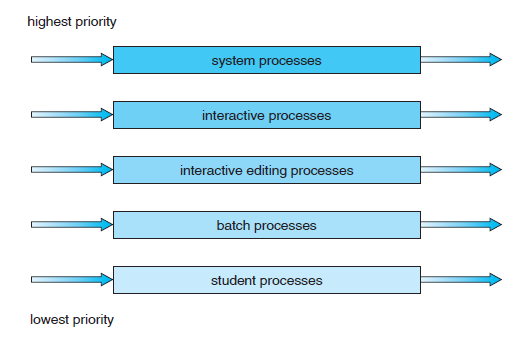 highest priority
system processes
interactive processes
interactive editing processes
batch processes
student processes
lowest priority